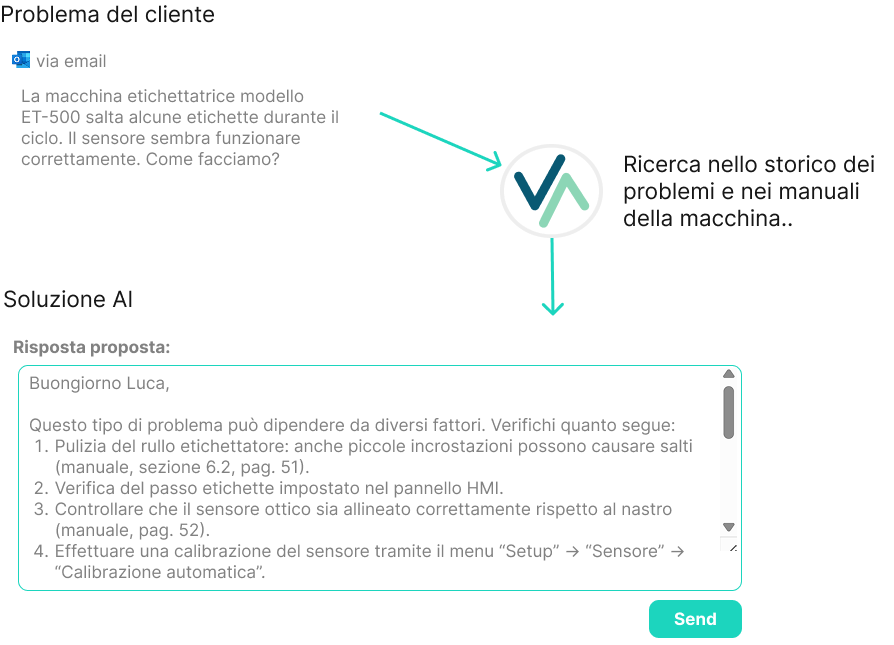 Problema del cliente
via email
La macchina etichettatrice modello
ET-500 salta alcune etichette durante il
ciclo. Il sensore sembra funzionare
correttamente. Come facciamo?
Ricerca nello storico dei
problemi e nei manuali
della macchina..
Soluzione AI
Risposta proposta:
Buongiorno Luca,
Questo tipo di problema può dipendere da diversi fattori. Verifichi quanto segue:
1. Pulizia del rullo etichettatore: anche piccole incrostazioni possono causare salti
(manuale, sezione 6.2, pag. 51).
2. Verifica del passo etichette impostato nel pannello HMI.
3. Controllare che il sensore ottico sia allineato correttamente rispetto al nastro
(manuale, pag. 52).
4. Effettuare una calibrazione del sensore tramite il menu “Setup” → “Sensore” →
“Calibrazione automatica”.
Send